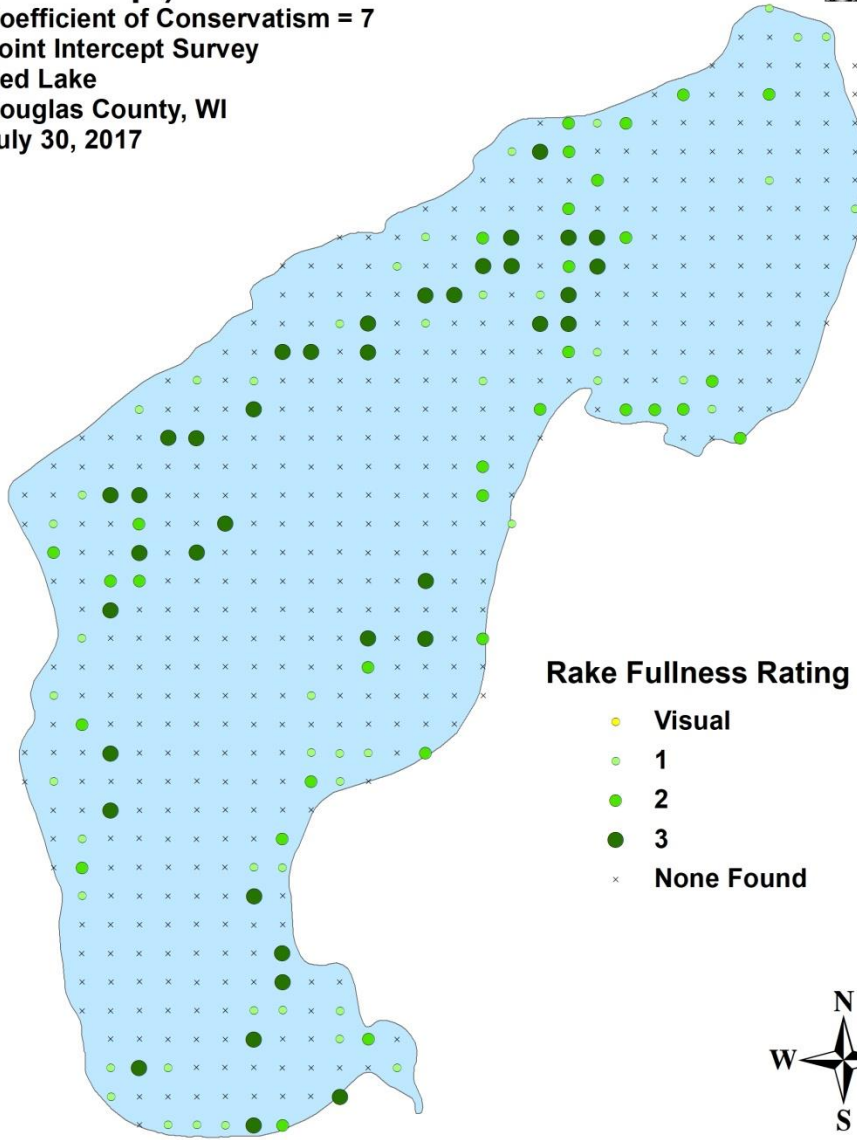 oefficient of Conservatism = 7
oint Intercept Survey
ed Lake
ouglas County, WI
uly 30, 2017
Rake Fullness Rating
Visual
1
2
3
None Found
N
W
S